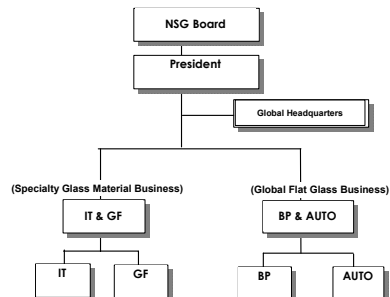 NSG Board
President
Global Headquarters
(Specialty Glass Material Business)
(Global Flat Glass Business)
IT & GF
BP & AUTO
IT
GF
BP
AUTO